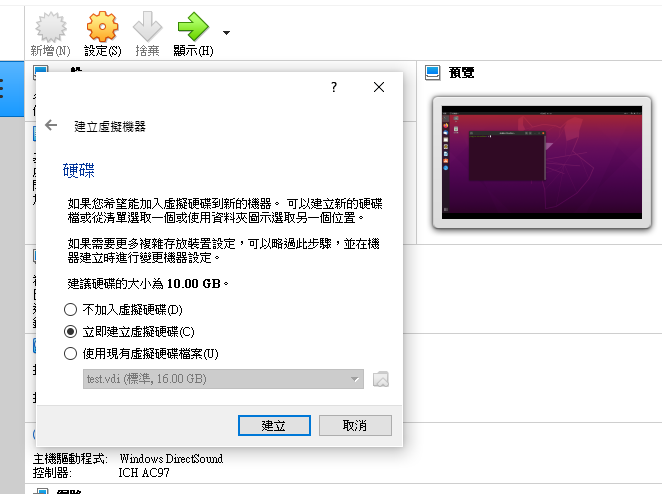 新增(N) 設定(S) 捨棄 顯示(H)
預覽
?
建立虛擬機器
硬碟
如果您希望能加入虛擬硬碟到新的機器。 可以建立新的硬碟
檔或從清單選取一個或使用資料夾圖示選取另一個位置。
如果需要更多複雜存放裝置設定，可以略過此步驟，並在機
器建立時進行變更機器設定。
建議硬碟的大小為 10.00 GB。
不加入虛擬硬碟(D)
立即建立虛擬硬碟(C)
使用現有虛擬硬碟檔案(U)
test.vdi (標準, 16.00 GB)
建立 取消
主機驅動程式: Windows DirectSound
控制器: ICH AC97